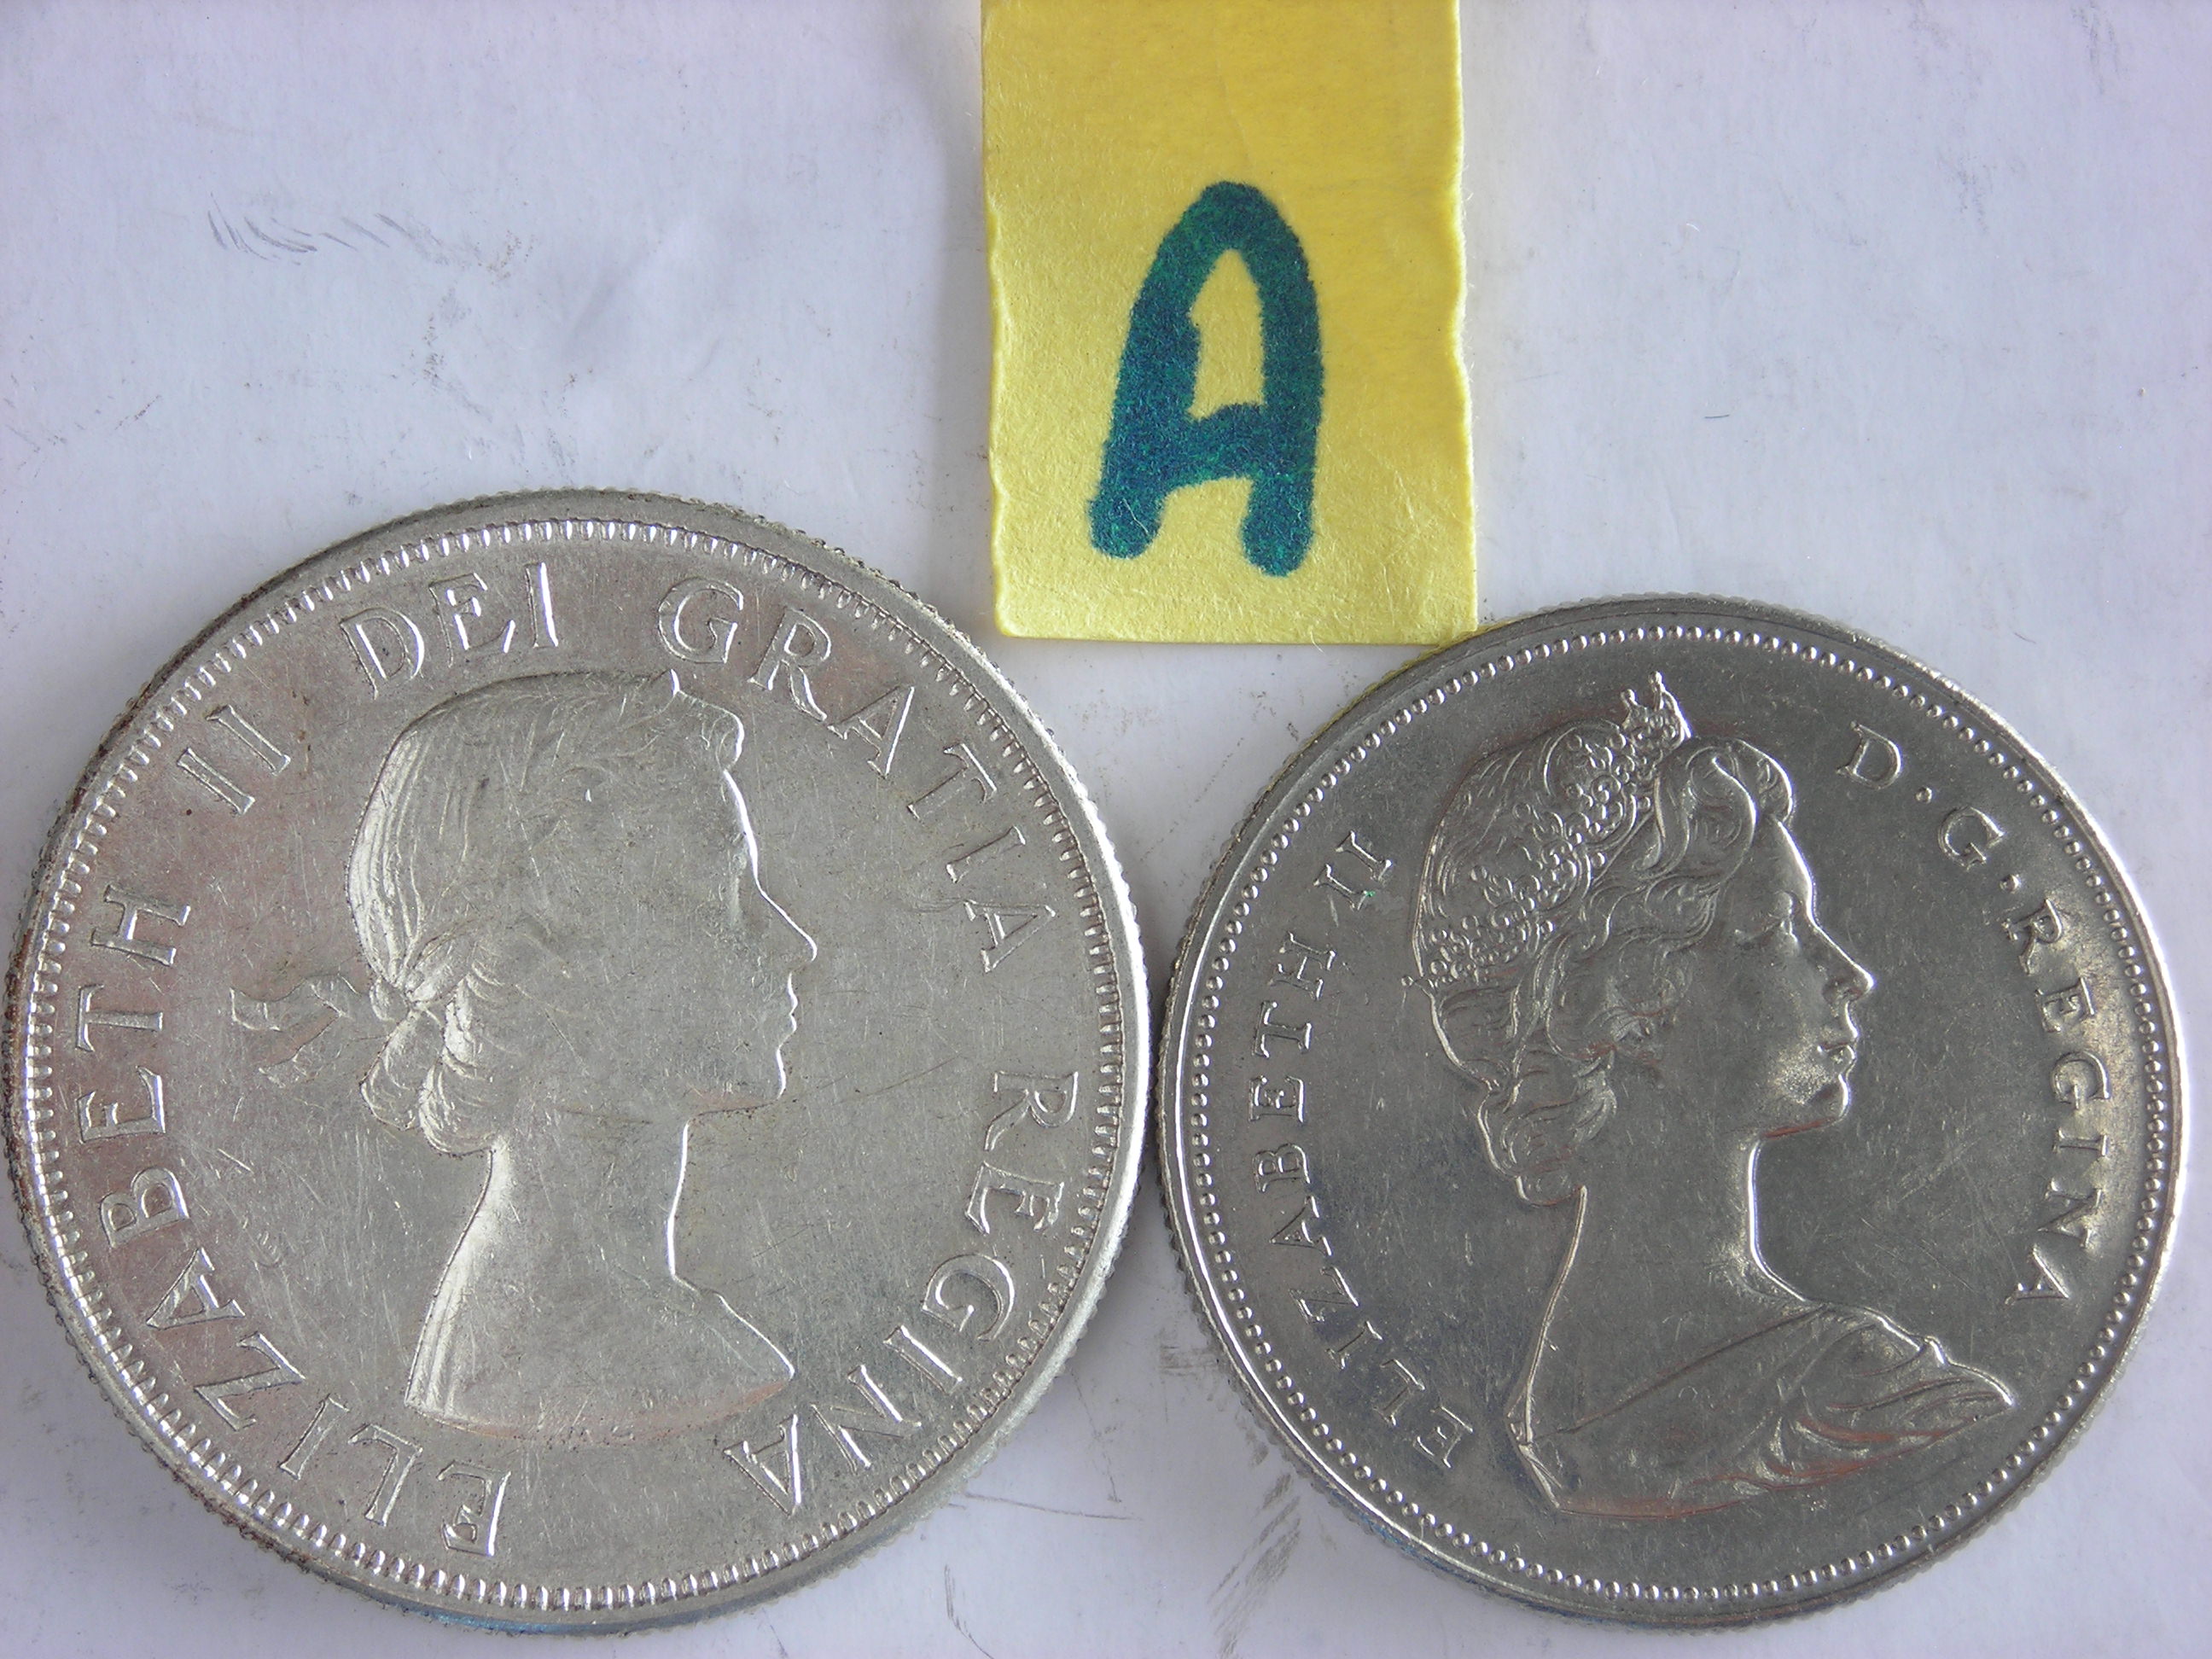 A
ELIZABETH II DEI GRATIA REGINA
ELIZABETH II D.G.REGINA